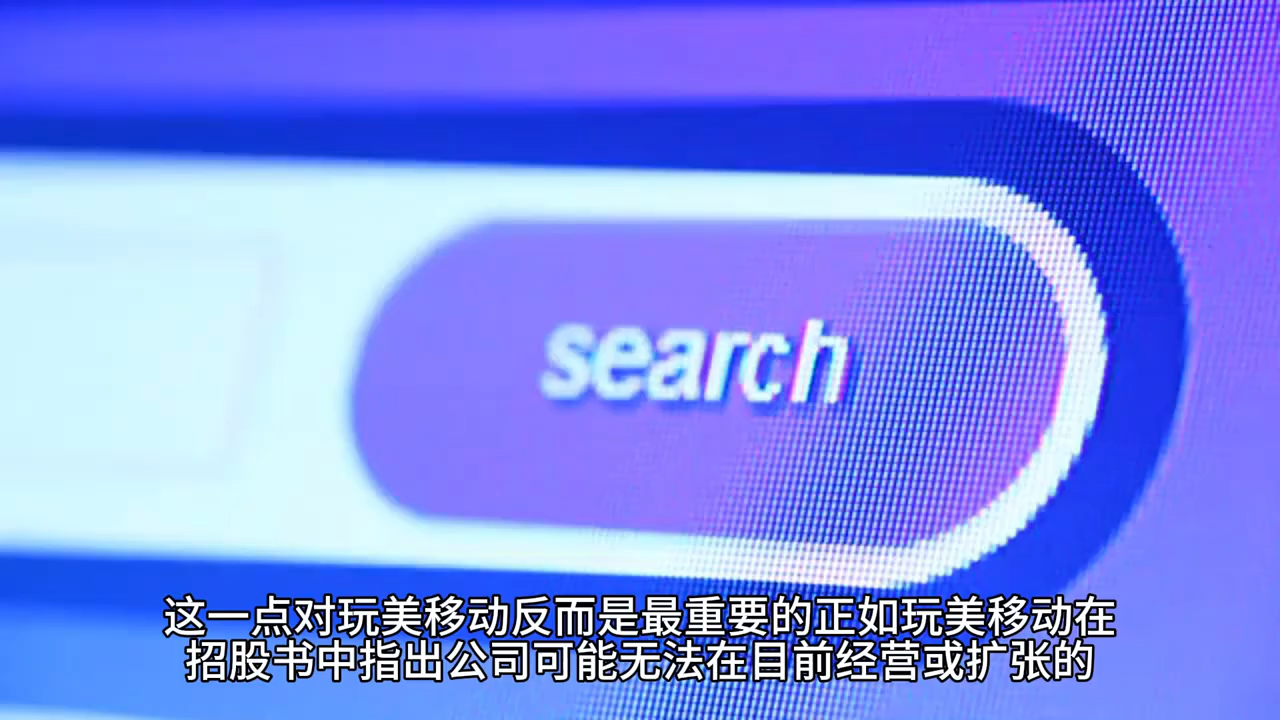 search
这一点对玩美移动反而是最重要的正如玩美移动在
招股书中指出公司可能无法在目前经营或扩张的